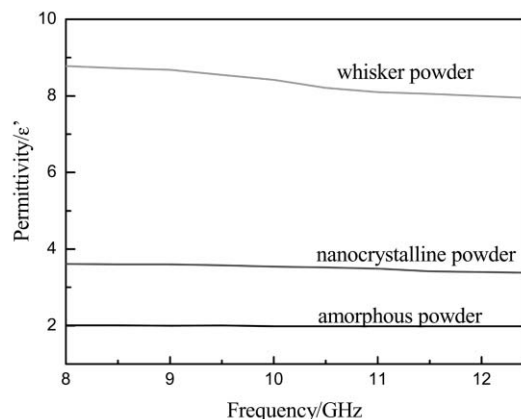 10
8
6
4
2
Permittivity/ε’
whisker powder
nanocrystalline powder
amorphous powder
8 9 10 11 12
Frequency/GHz